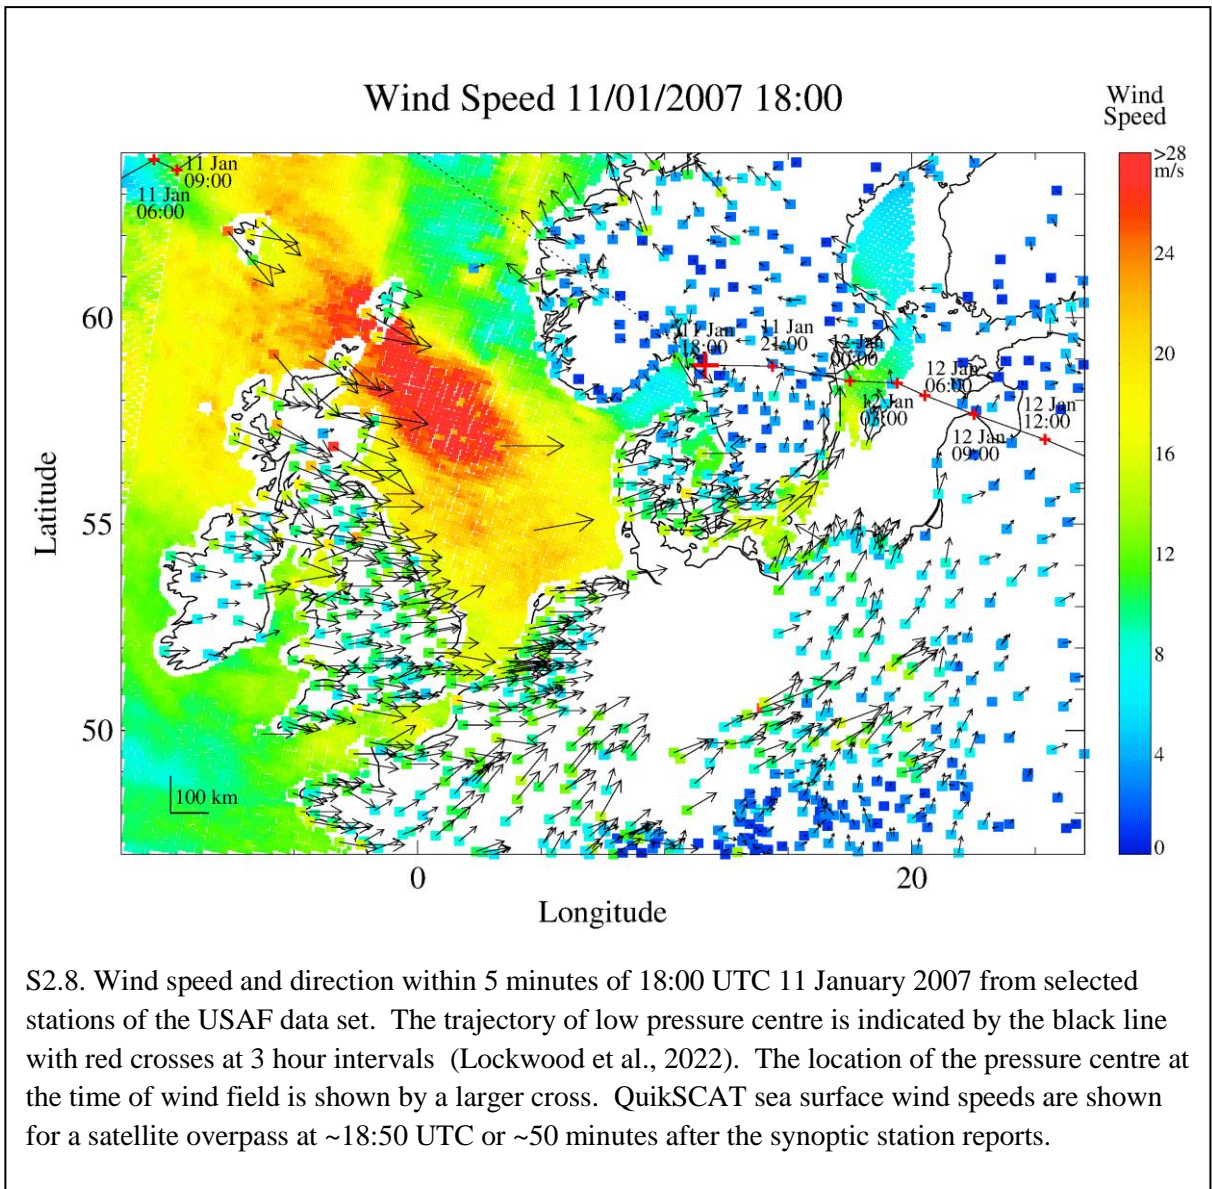 Wind Speed 11/01/2007 18:00
Wind
Speed
>28
m/s
24
20
16
12
8
4
0
11 Jan
09:00
11 Jan
06:00
11 Jan
18:00
11 Jan
21:00
12 Jan
00:00
12 Jan
03:00
12 Jan
06:00
12 Jan
09:00
12 Jan
12:00
60
55
50
Latitude
100 km
0
20
Longitude
S2.8. Wind speed and direction within 5 minutes of 18:00 UTC 11 January 2007 from selected
stations of the USAF data set. The trajectory of low pressure centre is indicated by the black line
with red crosses at 3 hour intervals (Lockwood et al., 2022). The location of the pressure centre at
the time of wind field is shown by a larger cross. QuikSCAT sea surface wind speeds are shown
for a satellite overpass at ~18:50 UTC or ~50 minutes after the synoptic station reports.